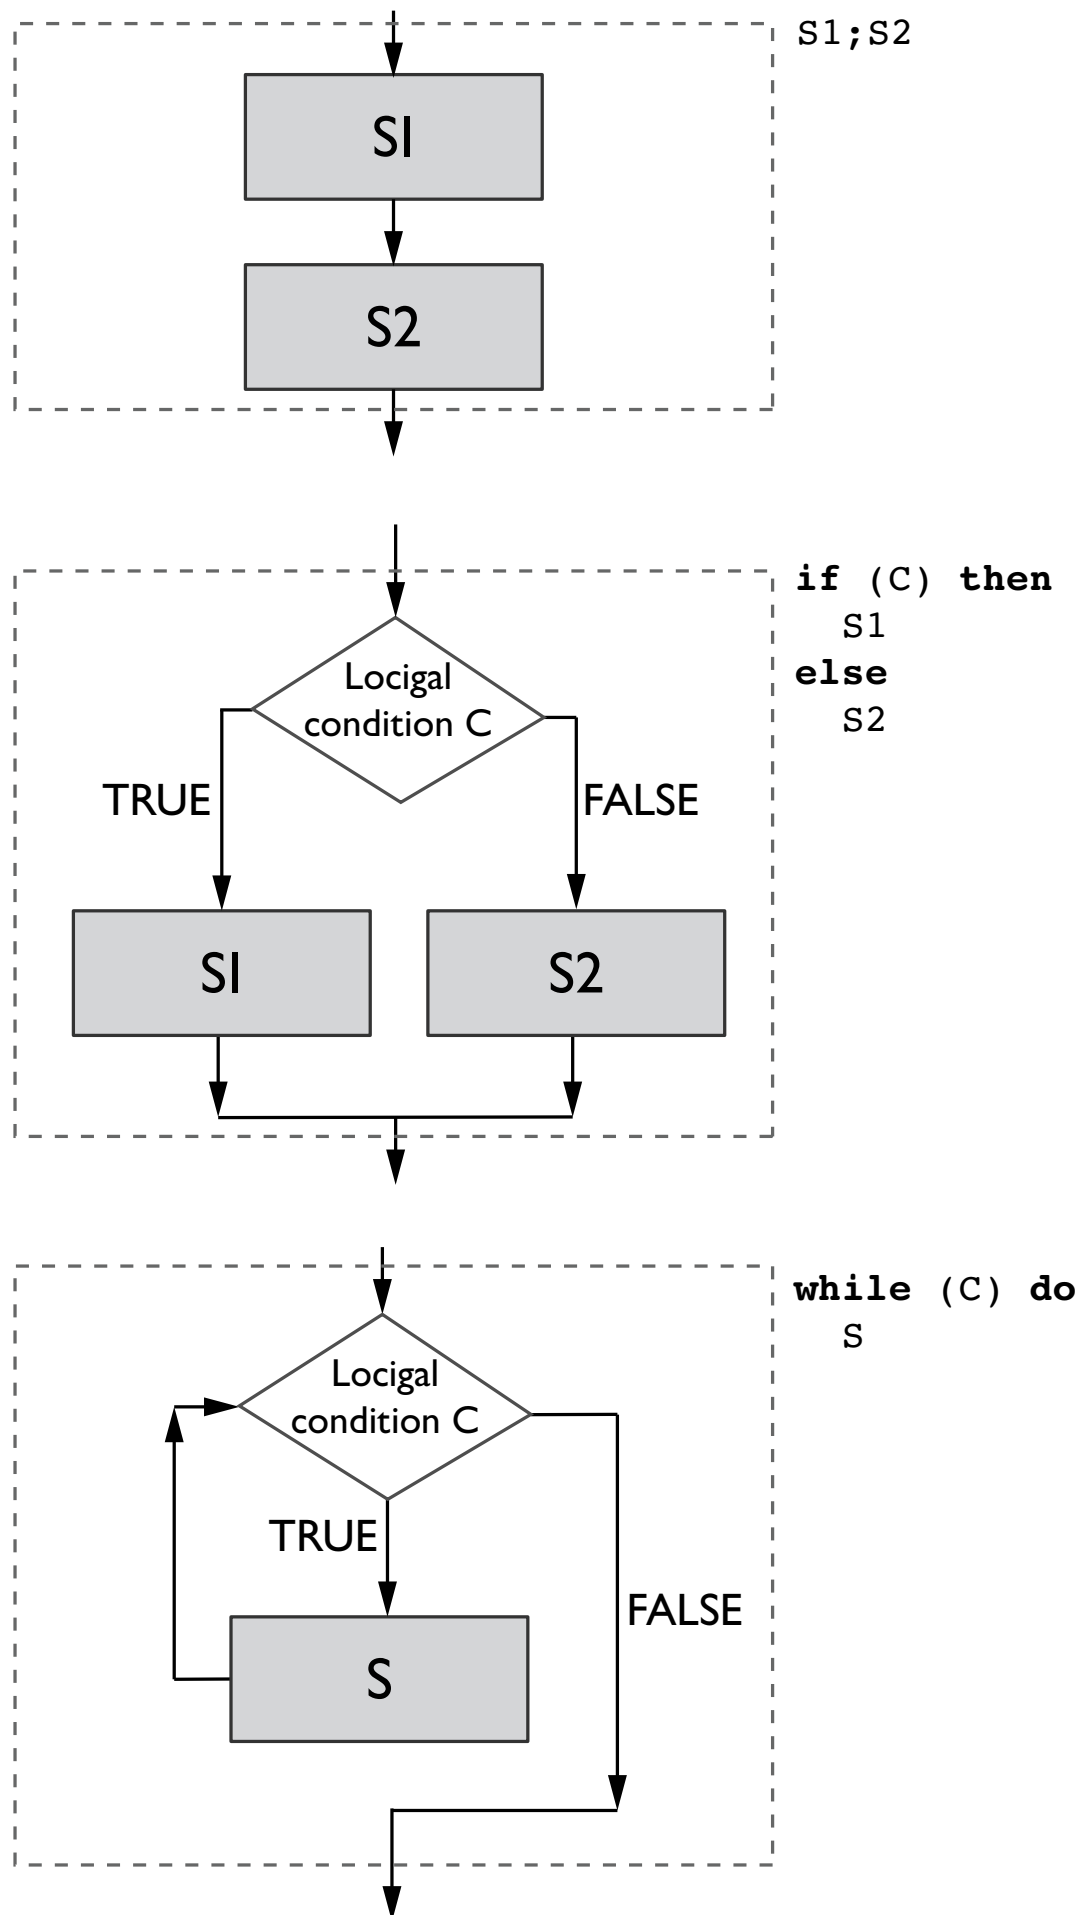 S1;S2
S1
S2
if (C) then
S1
else
S2
Locigal
condition C
TRUE
FALSE
S1
S2
while (C) do
S
Locigal
condition C
TRUE
FALSE
S